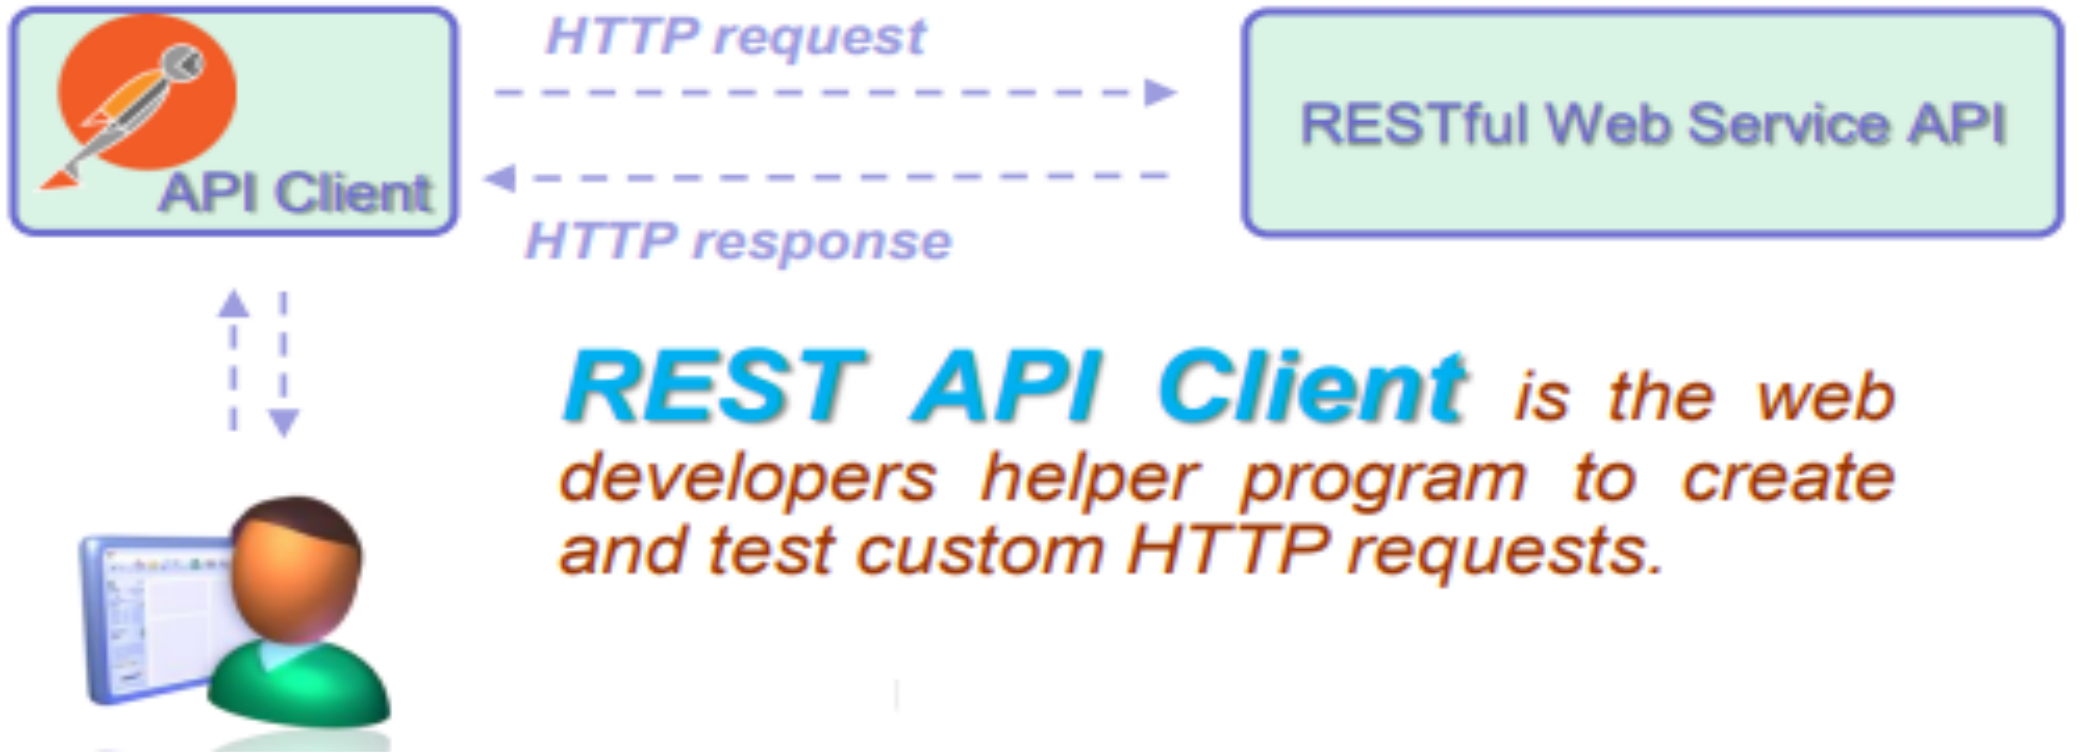 HTTP request
API Client
RESTful Web Service API
HTTP response
REST API Client is the web
developers helper program to create
and test custom HTTP requests.